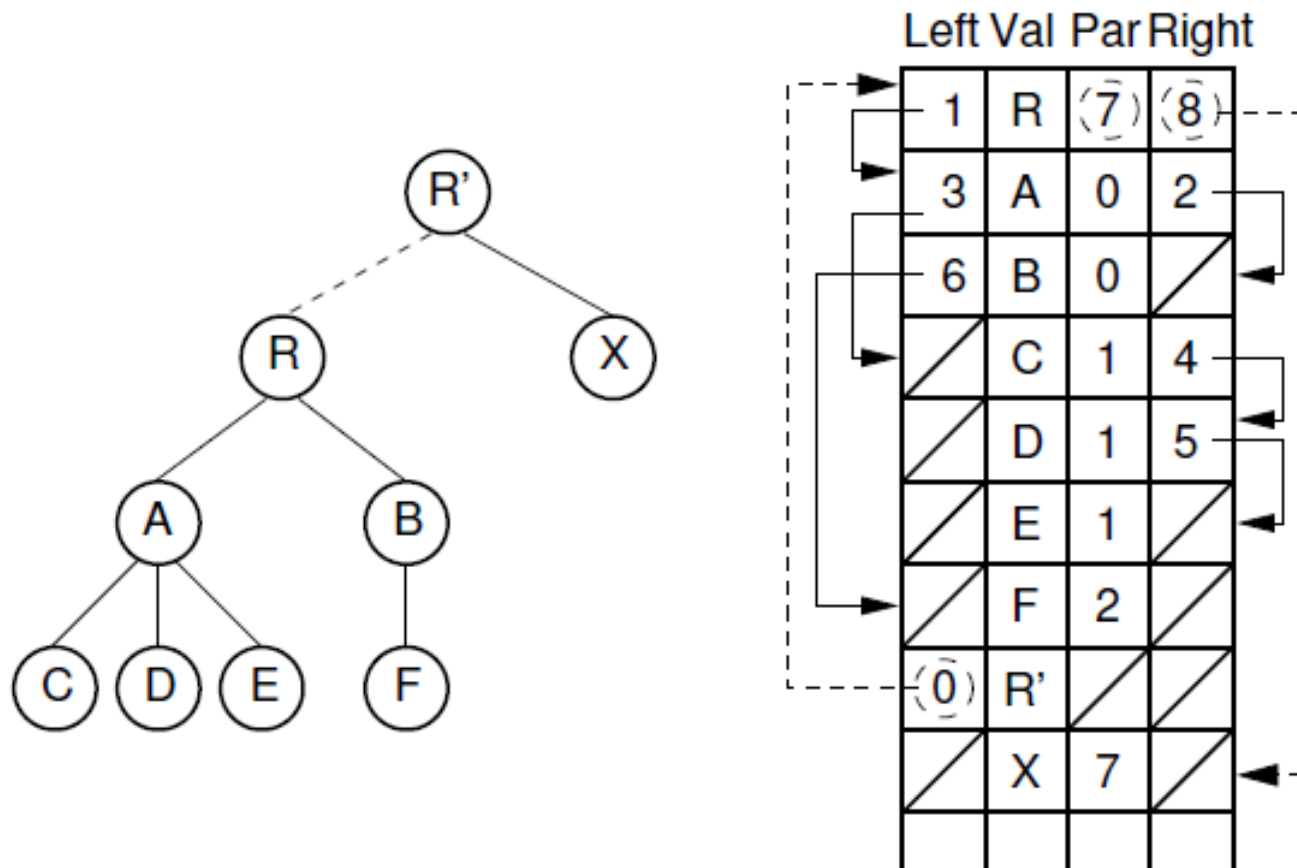 Left Val Par Right
1 R 7 8
3 A 0 2
6 B 0
C 1 4
D 1 5
E 1
F 2
0 R'
X 7
R'
R X
A B
C D E F